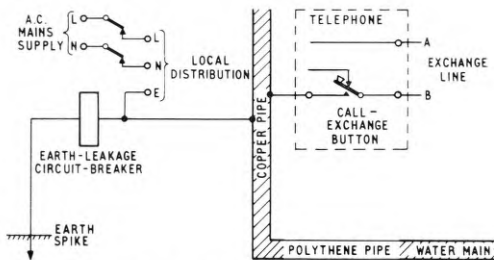 A.C.
MAINS
SUPPLY
L
N
L
N
E
LOCAL
DISTRIBUTION
EARTH-LEAKAGE
CIRCUIT-BREAKER
EARTH
SPIKE
COPPER PIPE
TELEPHONE
A
EXCHANGE
LINE
B
CALL-
EXCHANGE
BUTTON
POLYTHENE PIPE
WATER MAIN